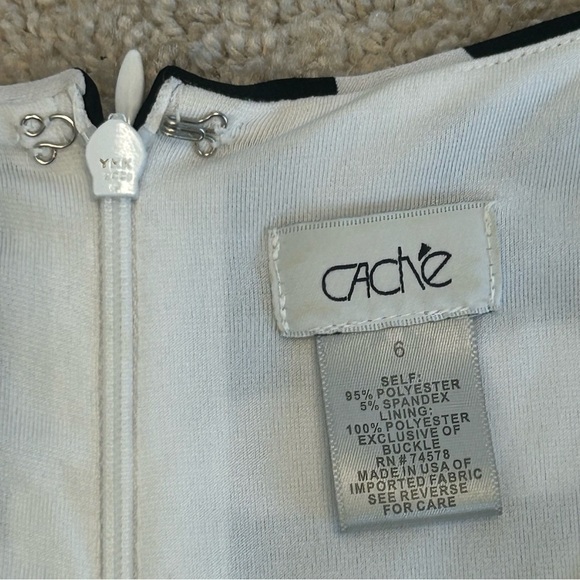 YKK
CACHÉ
6
SELF:
95% POLYESTER
5% SPANDEX
LINING:
100% POLYESTER
EXCLUSIVE OF
BUCKLE
RN# 74578
MADE IN USA OF
IMPORTED FABRIC
SEE REVERSE
FOR CARE